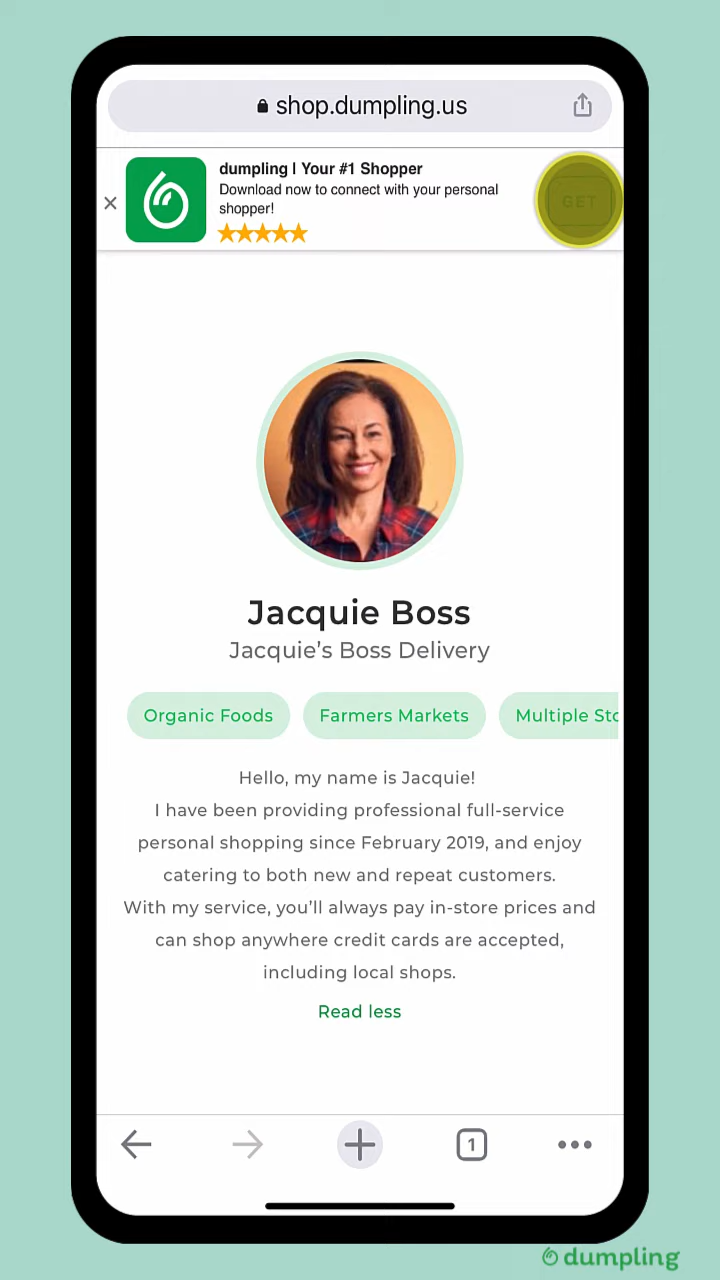 shop.dumpling.us
dumpling | Your #1 Shopper
Download now to connect with your personal
shopper!
GET
Jacquie Boss
Jacquie’s Boss Delivery
Organic Foods
Farmers Markets
Multiple Sto
Hello, my name is Jacquie!
I have been providing professional full-service
personal shopping since February 2019, and enjoy
catering to both new and repeat customers.
With my service, you’ll always pay in-store prices and
can shop anywhere credit cards are accepted,
including local shops.
Read less
1
dumpling